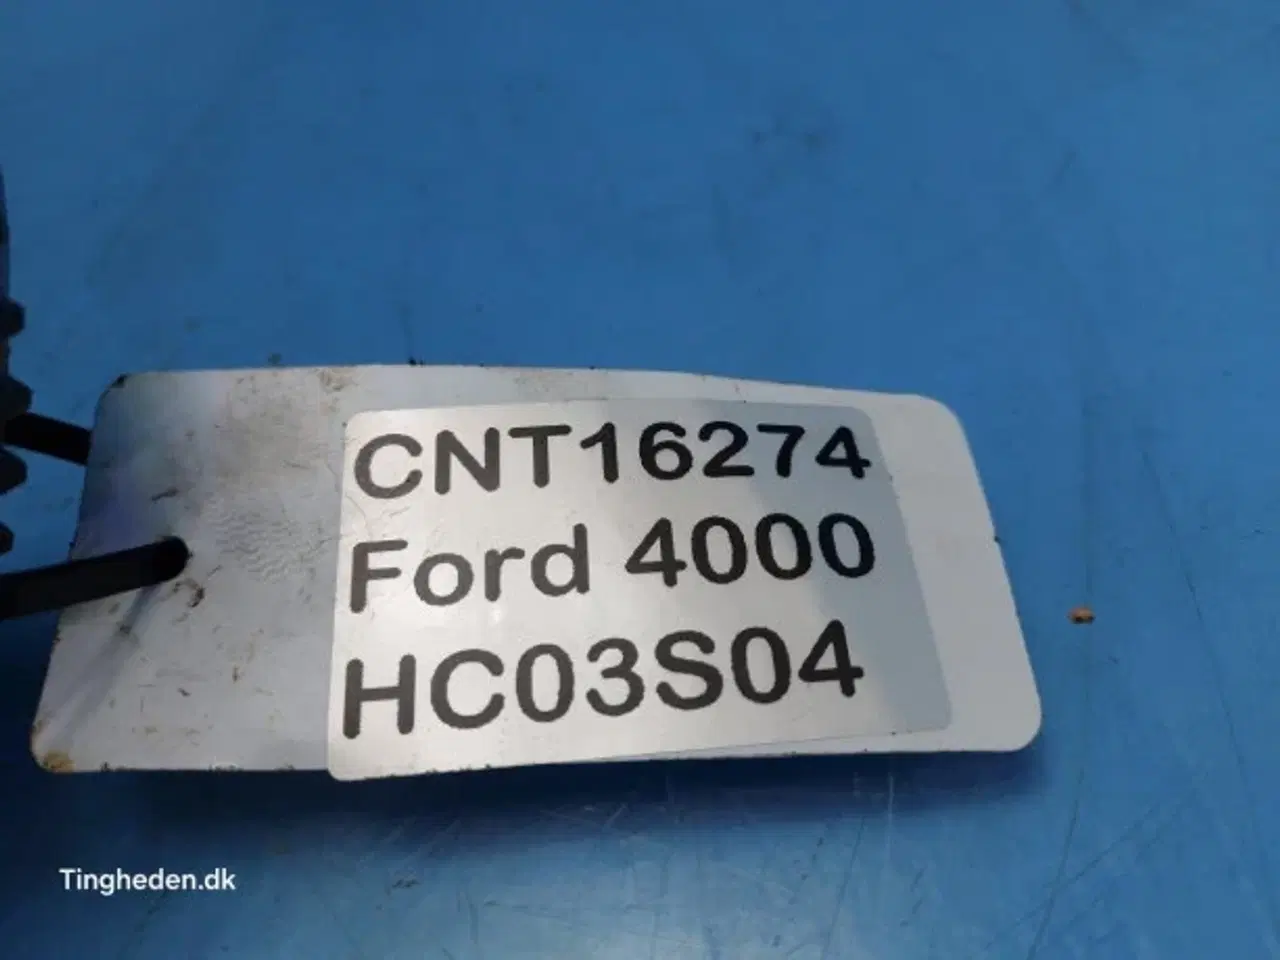 CNT16274
Ford 4000
HC03S04
Tingheden.dk